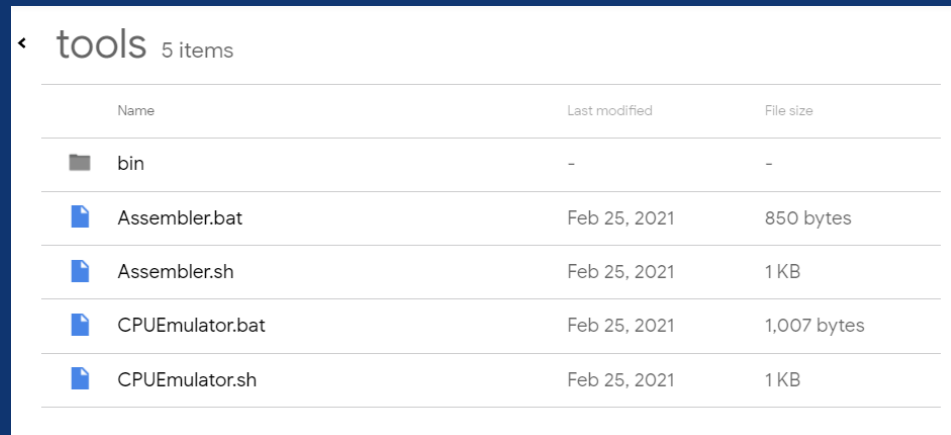 tools 5 items
Name Last modified File size
bin - -
Assembler.bat Feb 25, 2021 850 bytes
Assembler.sh Feb 25, 2021 1 KB
CPUEmulator.bat Feb 25, 2021 1,007 bytes
CPUEmulator.sh Feb 25, 2021 1 KB